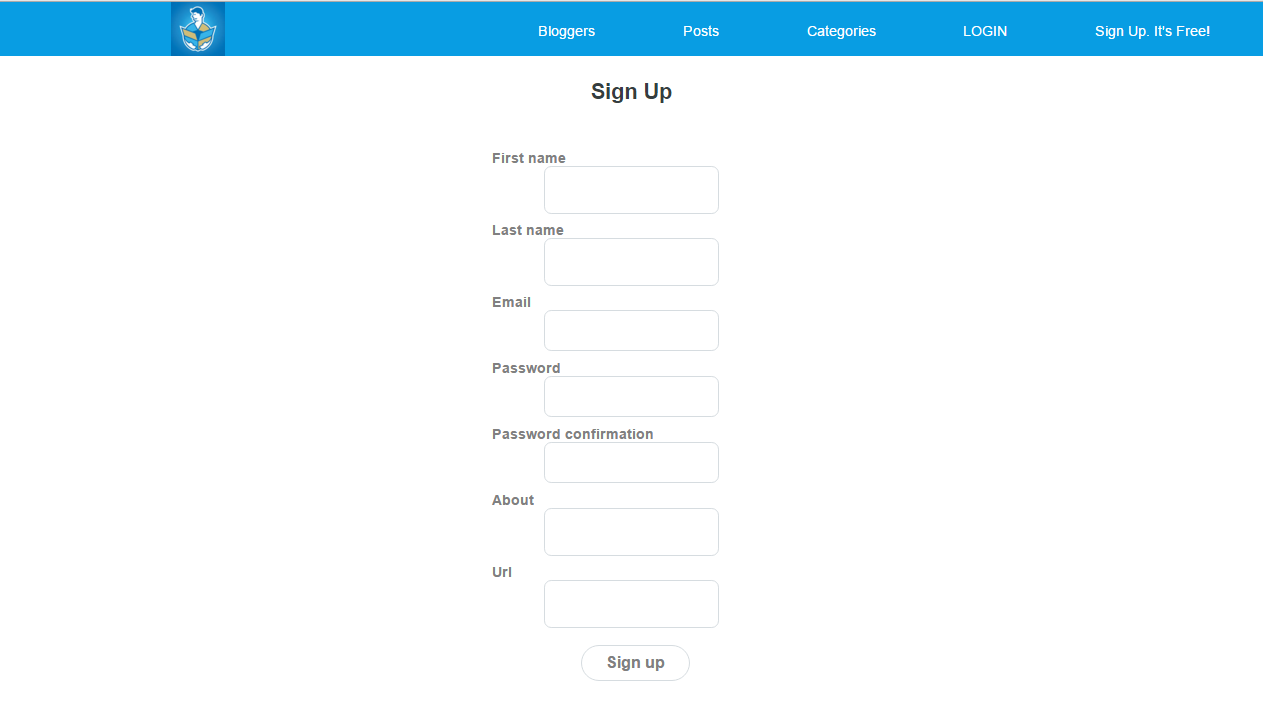 Bloggers Posts Categories LOGIN Sign Up. It's Free!
Sign Up
First name
Last name
Email
Password
Password confirmation
About
Url
Sign up